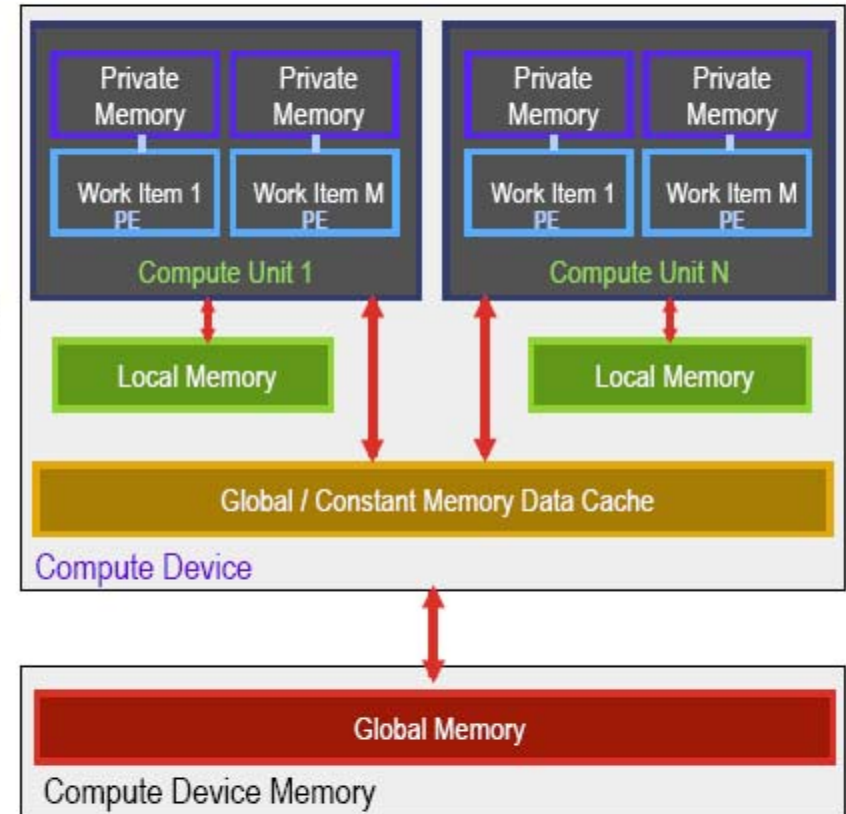 Private
Memory
Private
Memory
Private
Memory
Private
Memory
Work Item 1
PE
Work Item M
PE
Work Item 1
PE
Work Item M
PE
Compute Unit 1
Compute Unit N
Local Memory
Local Memory
Global / Constant Memory Data Cache
Compute Device
Global Memory
Compute Device Memory